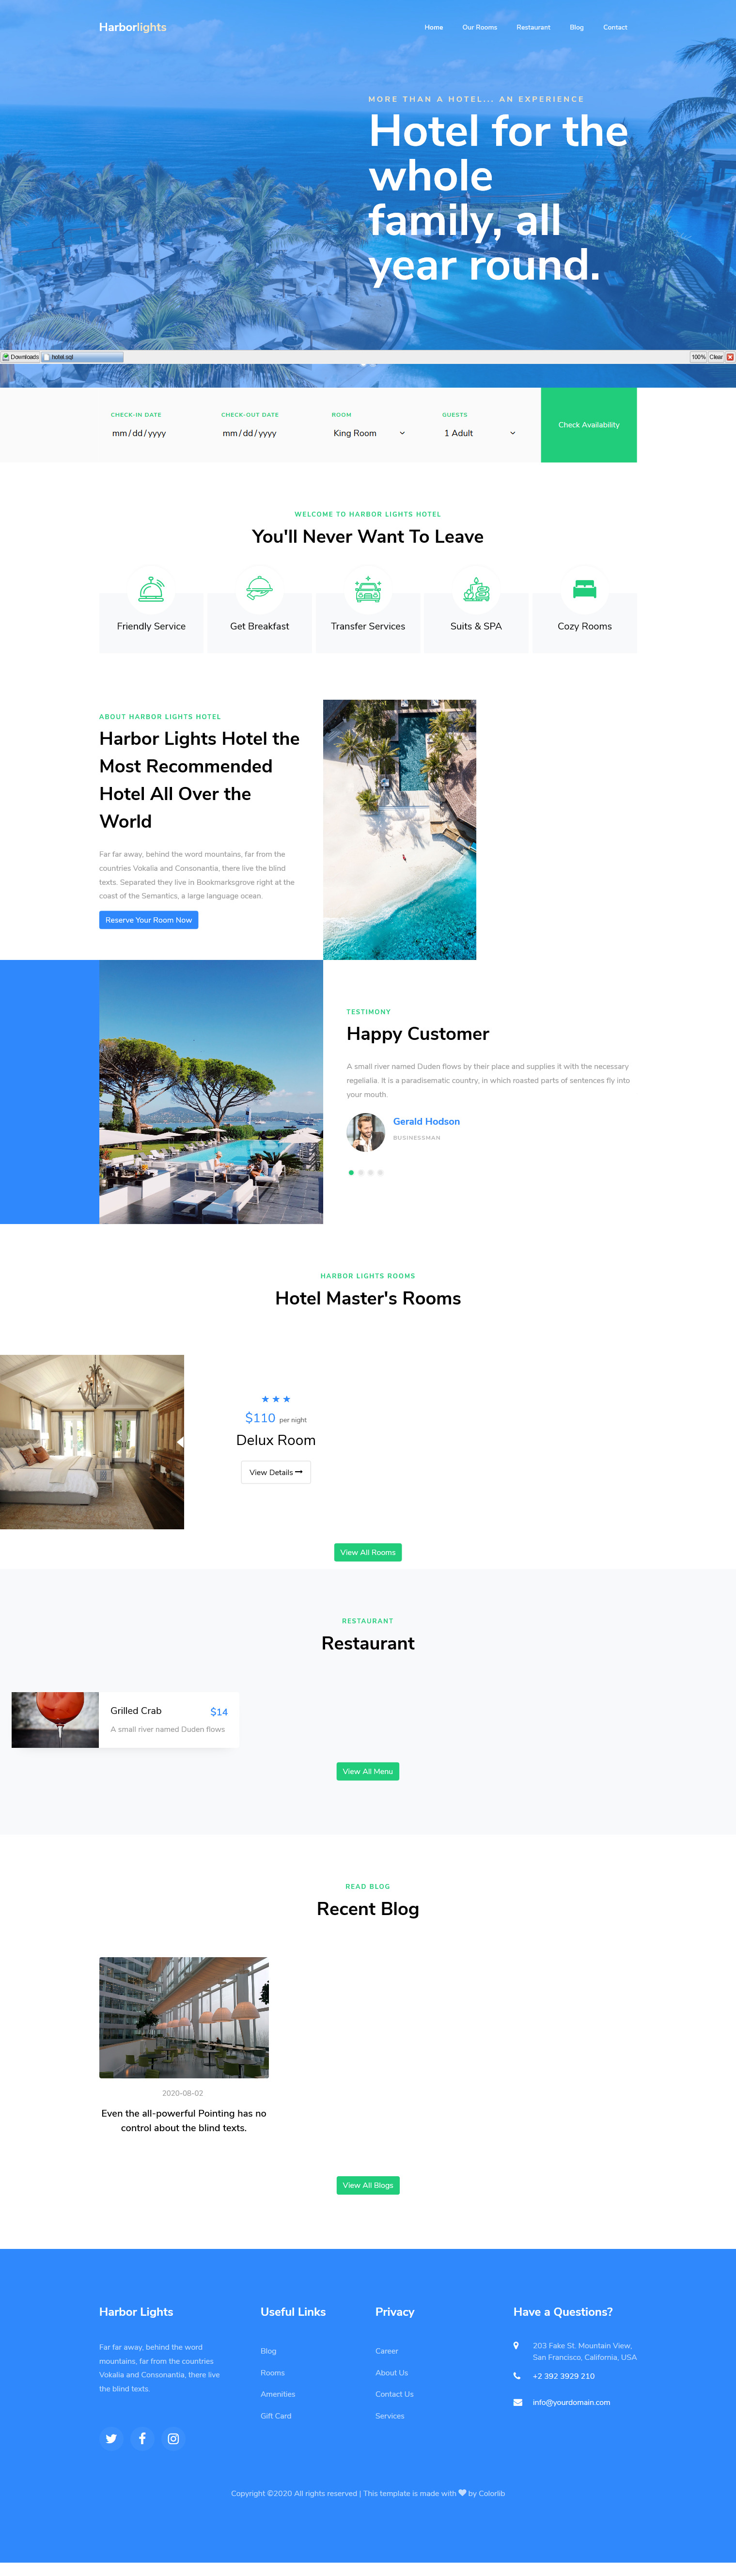 Harborlights
Home Our Rooms Restaurant Blog Contact
MORE THAN A HOTEL... AN EXPERIENCE
Hotel for the
whole
family, all
year round.
Downloads hotel.sql 100% Clear
CHECK-IN DATE CHECK-OUT DATE ROOM GUESTS
mm/dd/yyyy mm/dd/yyyy King Room 1 Adult
Check Availability
WELCOME TO HARBOR LIGHTS HOTEL
You'll Never Want To Leave
Friendly Service Get Breakfast Transfer Services Suits & SPA Cozy Rooms
ABOUT HARBOR LIGHTS HOTEL
Harbor Lights Hotel the
Most Recommended
Hotel All Over the
World
Far far away, behind the word mountains, far from the
countries Vokalia and Consonantia, there live the blind
texts. Separated they live in Bookmarksgrove right at the
coast of the Semantics, a large language ocean.
Reserve Your Room Now
TESTIMONY
Happy Customer
A small river named Duden flows by their place and supplies it with the necessary
regelialia. It is a paradisematic country, in which roasted parts of sentences fly into
your mouth.
Gerald Hodson
BUSINESSMAN
HARBOR LIGHTS ROOMS
Hotel Master's Rooms
$110 per night
Delux Room
View Details
View All Rooms
RESTAURANT
Restaurant
Grilled Crab $14
A small river named Duden flows
View All Menu
READ BLOG
Recent Blog
2020-08-02
Even the all-powerful Pointing has no
control about the blind texts.
View All Blogs
Harbor Lights
Far far away, behind the word
mountains, far from the countries
Vokalia and Consonantia, there live
the blind texts.
Useful Links
Blog
Rooms
Amenities
Gift Card
Privacy
Career
About Us
Contact Us
Services
Have a Questions?
203 Fake St. Mountain View,
San Francisco, California, USA
+2 392 3929 210
info@yourdomain.com
Copyright ©2020 All rights reserved | This template is made with ♥ by Colorlib